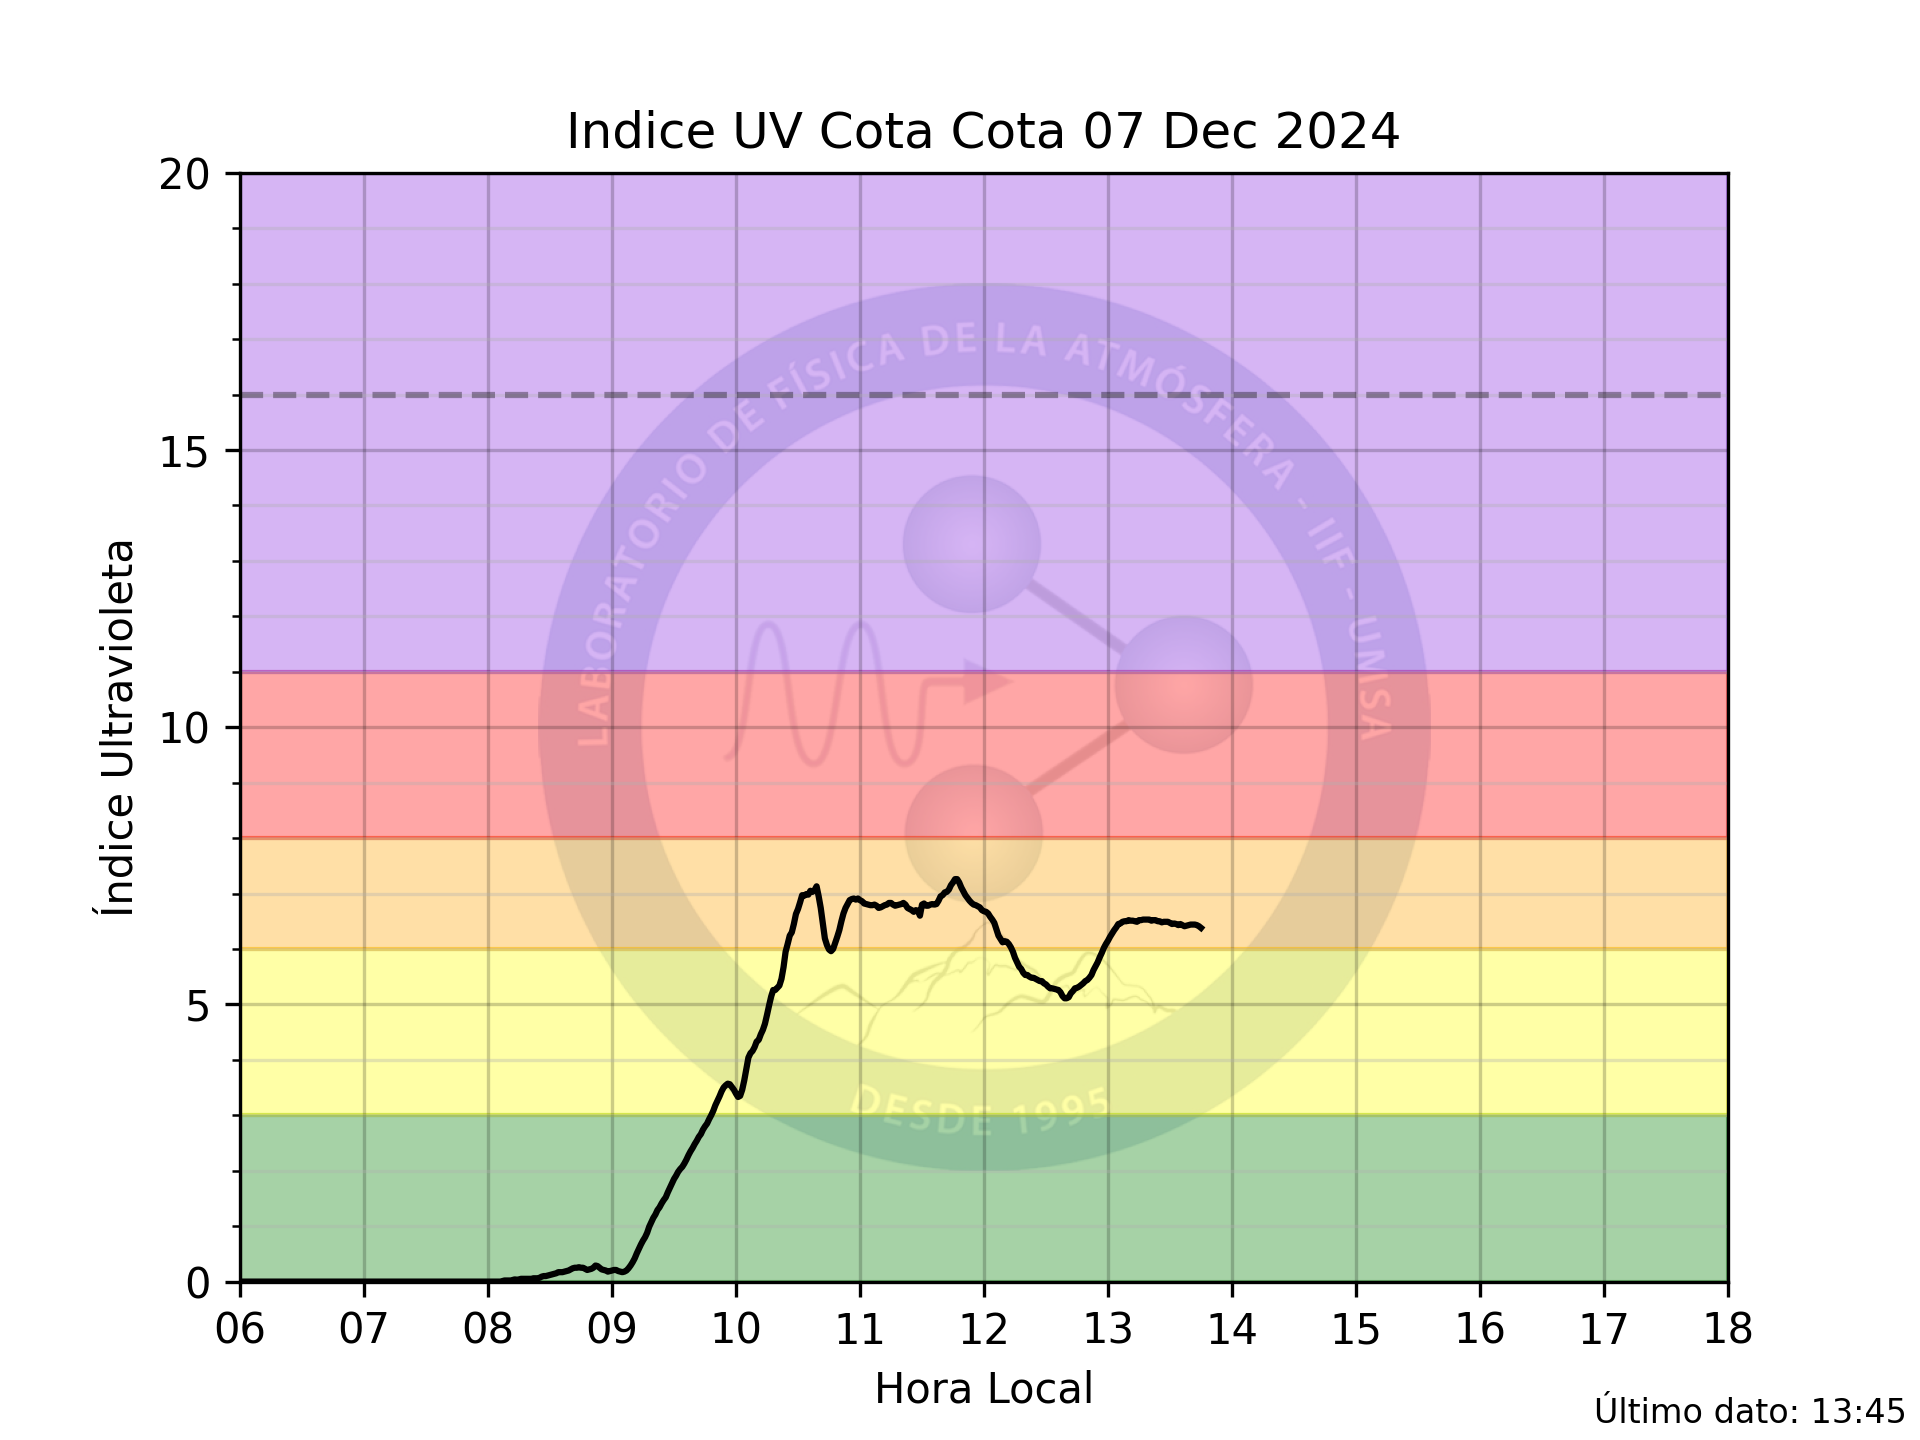 Indice UV Cota Cota 07 Dec 2024
20
15
10
5
0
Índice Ultravioleta
LABORATORIO DE FÍSICA DE LA ATMÓSFERA - IIF - UMSA
DESDE 1995
06 07 08 09 10 11 12 13 14 15 16 17 18
Hora Local
Último dato: 13:45